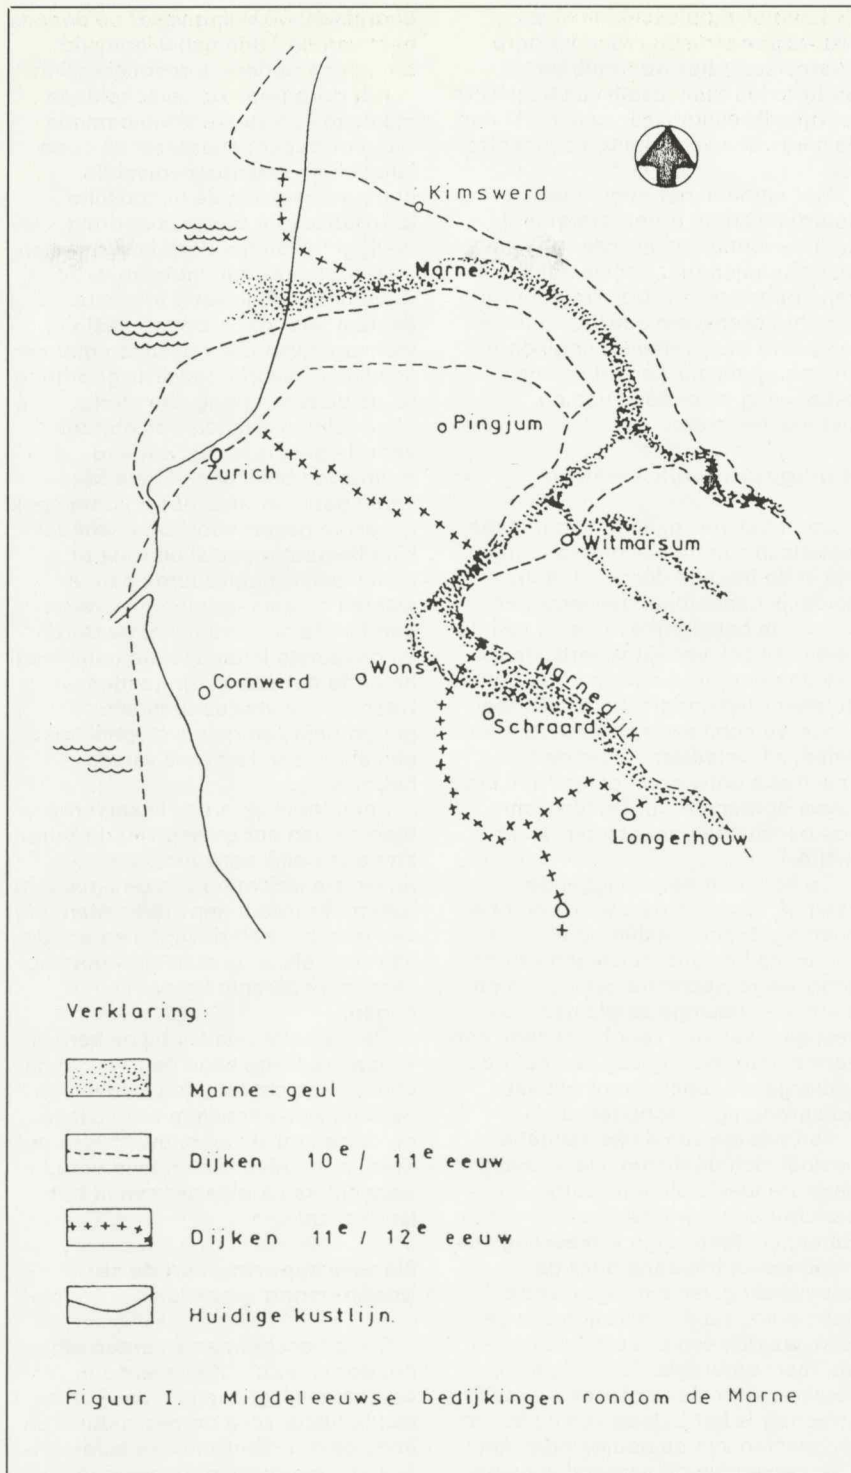 Kimswerd
Marne
Pingjum
Zurich
Witmarsum
Wons
Cornwerd
Marnedijk
Schraard
Longerhouw
Verklaring:
Marne-geul
Dijken 10e / 11e eeuw
Dijken 11e / 12e eeuw
Huidige kustlijn.
Figuur I. Middeleeuwse bedijkingen rondom de Marne